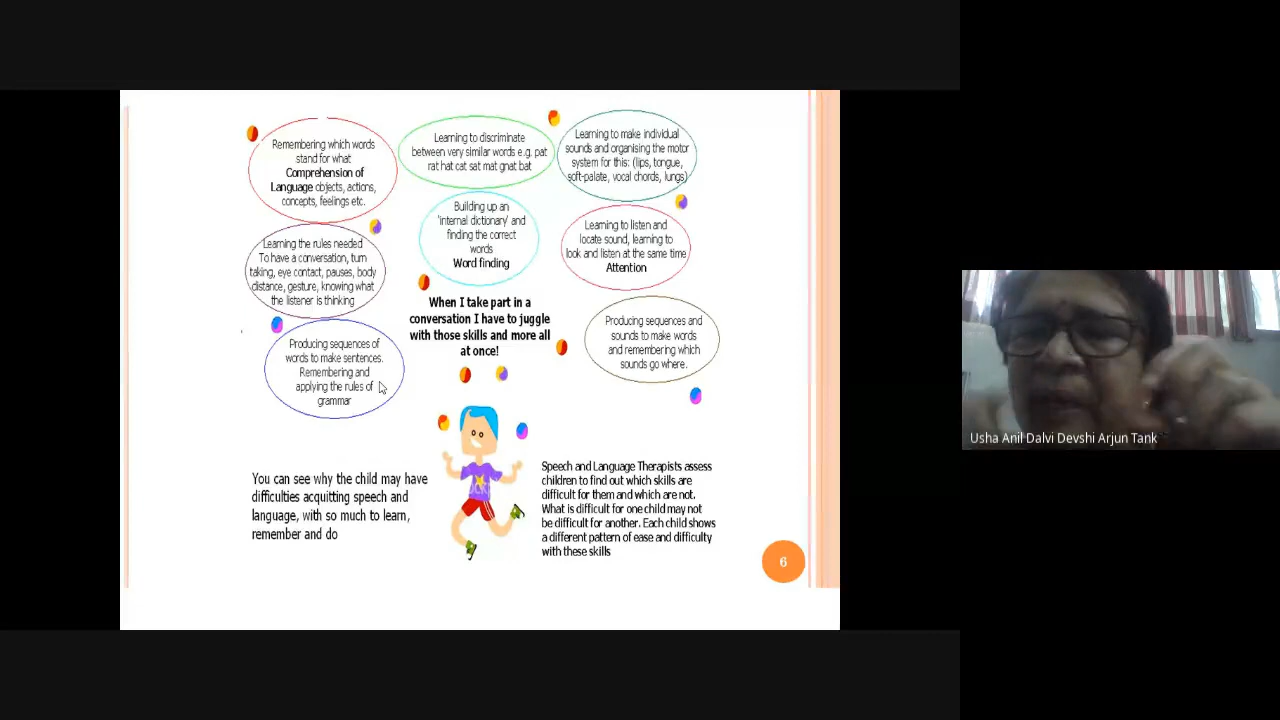 Remembering which words
stand for what
Comprehension of
Language objects, actions,
concepts, feelings etc.
Learning to discriminate
between very similar words e.g. pat
rat hat cat sat mat gnat bat
Learning to make individual
sounds and organising the motor
system for this: (lips, tongue,
soft-palate, vocal chords, lungs)
Learning the rules needed
To have a conversation, turn
taking, eye contact, pauses, body
distance, gesture, knowing what
the listener is thinking
Building up an
'internal dictionary' and
finding the correct
words
Word finding
Learning to listen and
locate sound, learning to
look and listen at the same time
Attention
When I take part in a
conversation I have to juggle
with those skills and more all
at once!
Producing sequences of
words to make sentences.
Remembering and
applying the rules of
grammar
Producing sequences and
sounds to make words
and remembering which
sounds go where.
You can see why the child may have
difficulties acquitting speech and
language, with so much to learn,
remember and do
Speech and Language Therapists assess
children to find out which skills are
difficult for them and which are not.
What is difficult for one child may not
be difficult for another. Each child shows
a different pattern of ease and difficulty
with these skills
6
Usha Anil Dalvi Devshi Arjun Tank